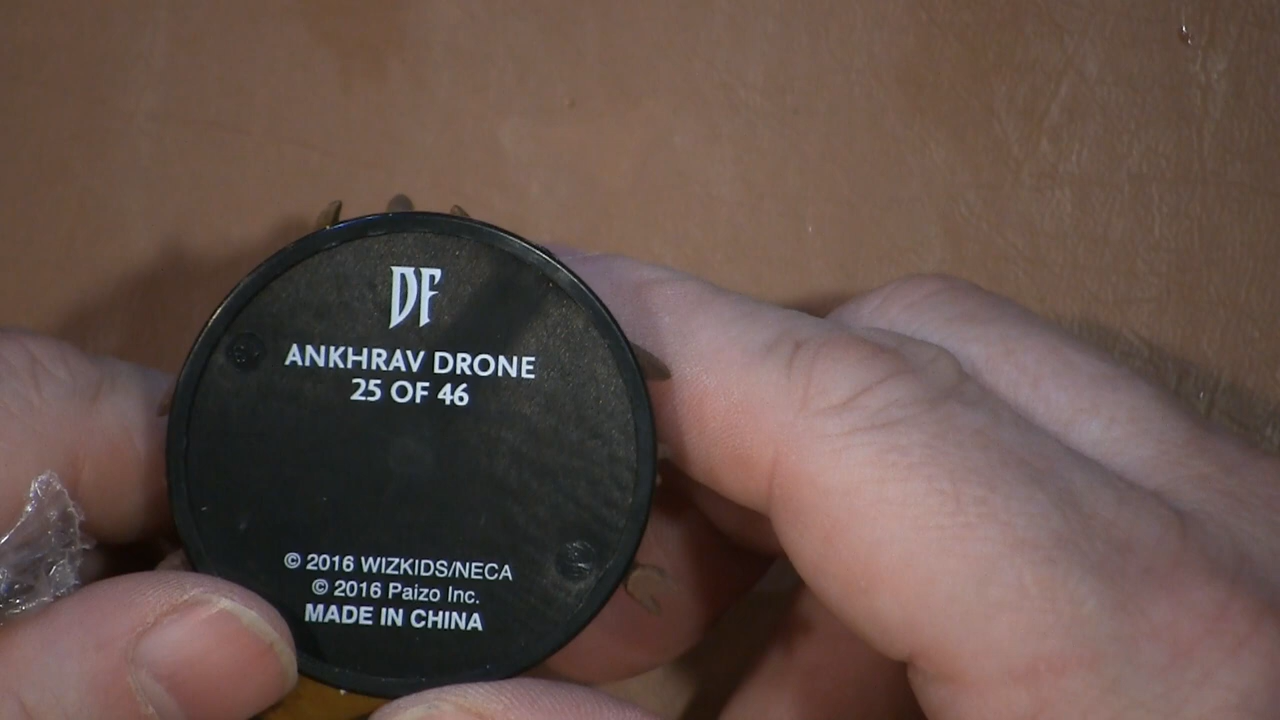 DF
ANKHRAV DRONE
25 OF 46
© 2016 WIZKIDS/NECA
© 2016 Paizo Inc.
MADE IN CHINA